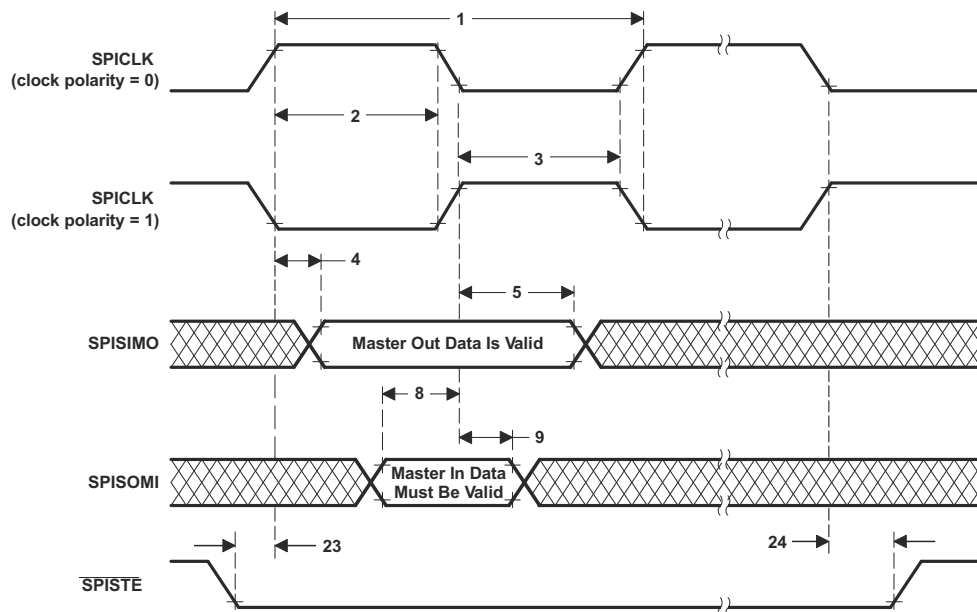 1
SPICLK
(clock polarity = 0)
2
3
SPICLK
(clock polarity = 1)
4
5
SPISIMO
Master Out Data Is Valid
8
9
SPISOMI
Master In Data
Must Be Valid
23
24
SPISTE